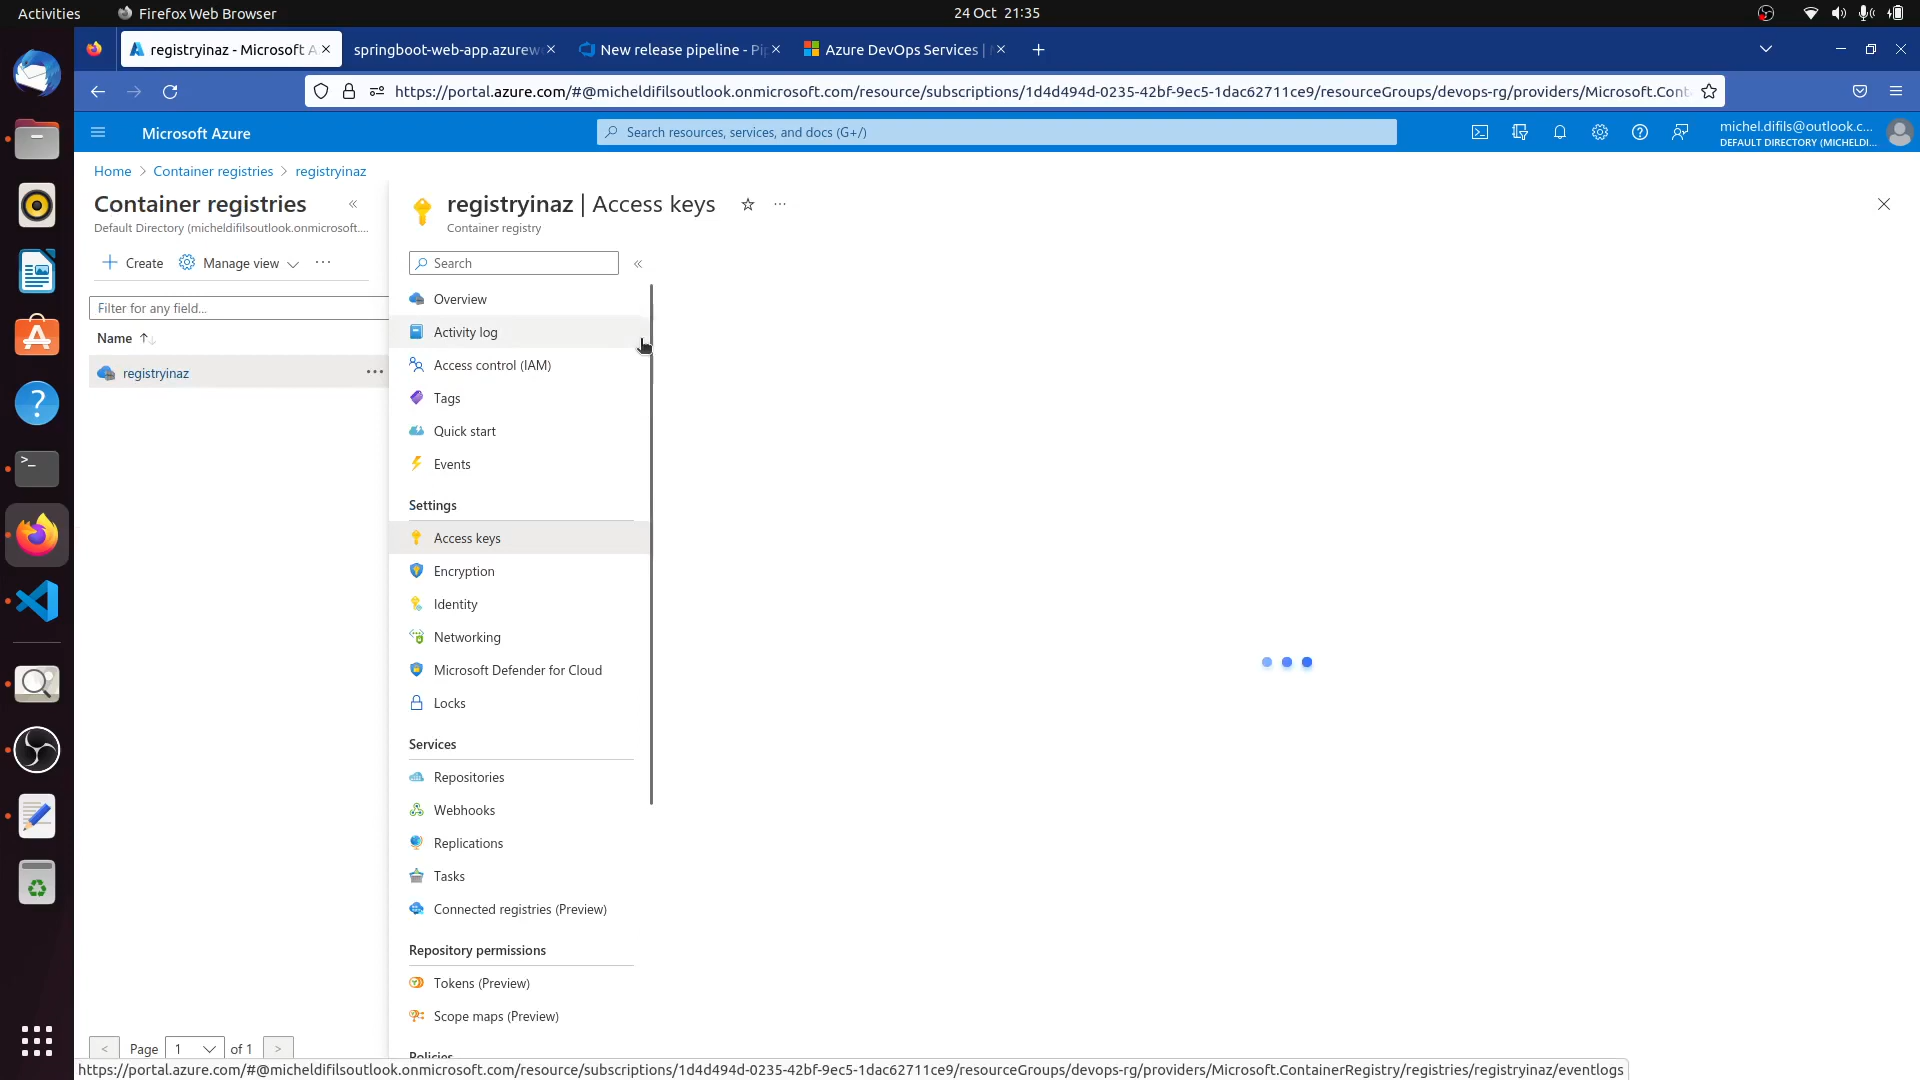 Activities
Firefox Web Browser
24 Oct 21:35
registryinaz - Microsoft A
springboot-web-app.azurew
New release pipeline - Pip
Azure DevOps Services | M
https://portal.azure.com/#@micheldifilsoutlook.onmicrosoft.com/resource/subscriptions/1d4d494d-0235-42bf-9ec5-1dac62711ce9/resourceGroups/devops-rg/providers/Microsoft.Cont
Microsoft Azure
Search resources, services, and docs (G+/)
michel.difils@outlook.c...
DEFAULT DIRECTORY (MICHELDI...
Home > Container registries > registryinaz
Container registries
Default Directory (micheldifilsoutlook.onmicrosoft....
Create
Manage view
Filter for any field...
Name
registryinaz
registryinaz | Access keys
Container registry
Search
Overview
Activity log
Access control (IAM)
Tags
Quick start
Events
Settings
Access keys
Encryption
Identity
Networking
Microsoft Defender for Cloud
Locks
Services
Repositories
Webhooks
Replications
Tasks
Connected registries (Preview)
Repository permissions
Tokens (Preview)
Scope maps (Preview)
Policies
< Page 1 of 1 >
https://portal.azure.com/#@micheldifilsoutlook.onmicrosoft.com/resource/subscriptions/1d4d494d-0235-42bf-9ec5-1dac62711ce9/resourceGroups/devops-rg/providers/Microsoft.ContainerRegistry/registries/registryinaz/eventlogs